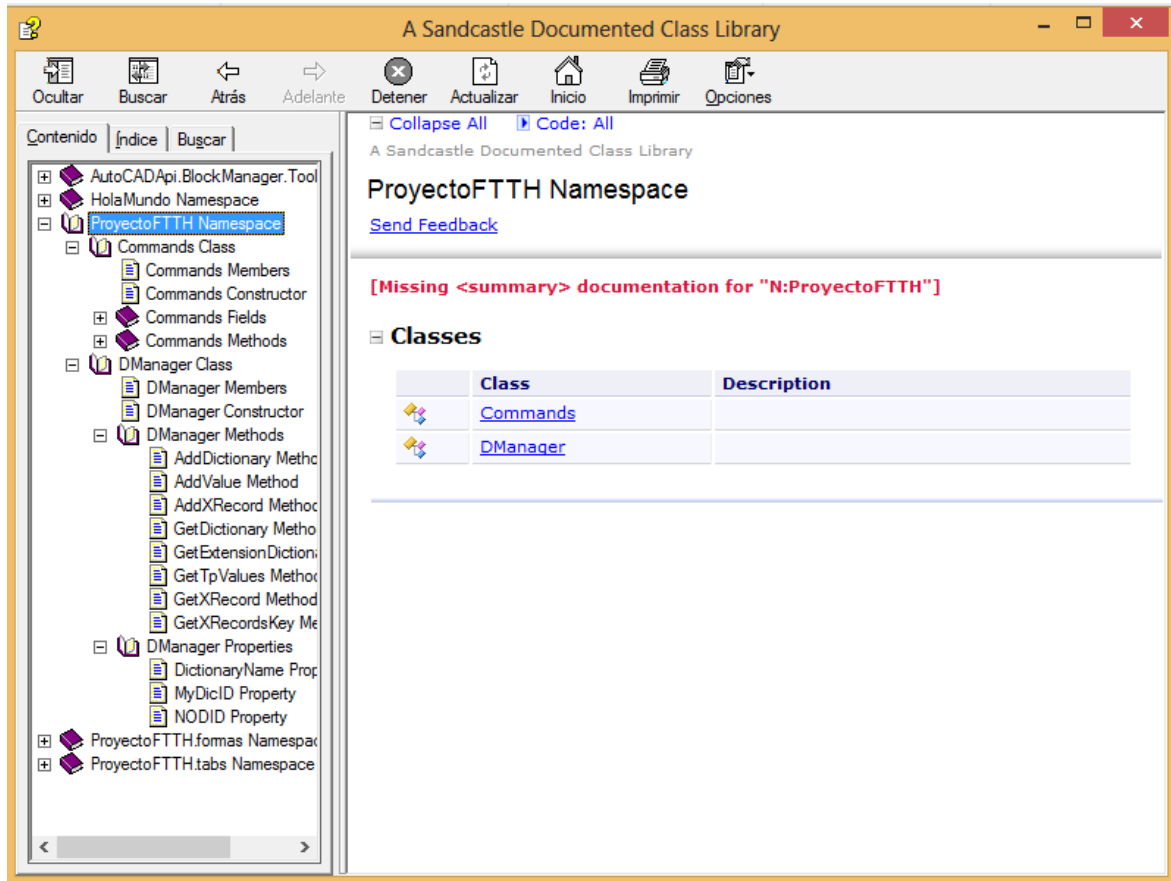 A Sandcastle Documented Class Library
Ocultar Buscar Atrás Adelante Detener Actualizar Inicio Imprimir Opciones
Contenido Índice Buscar
AutoCADApi.BlockManager.Tool
HolaMundo Namespace
ProyectoFTTH Namespace
Commands Class
Commands Members
Commands Constructor
Commands Fields
Commands Methods
DManager Class
DManager Members
DManager Constructor
DManager Methods
AddDictionary Metho
AddValue Method
AddXRecord Method
GetDictionary Metho
GetExtensionDictiona
GetTpValues Method
GetXRecord Method
GetXRecordsKey Me
DManager Properties
DictionaryName Prop
MyDicID Property
NODID Property
ProyectoFTTH.formas Namespac
ProyectoFTTH.tabs Namespace
Collapse All Code: All
A Sandcastle Documented Class Library
ProyectoFTTH Namespace
Send Feedback
[Missing <summary> documentation for "N:ProyectoFTTH"]
Classes
Class Description
Commands
DManager